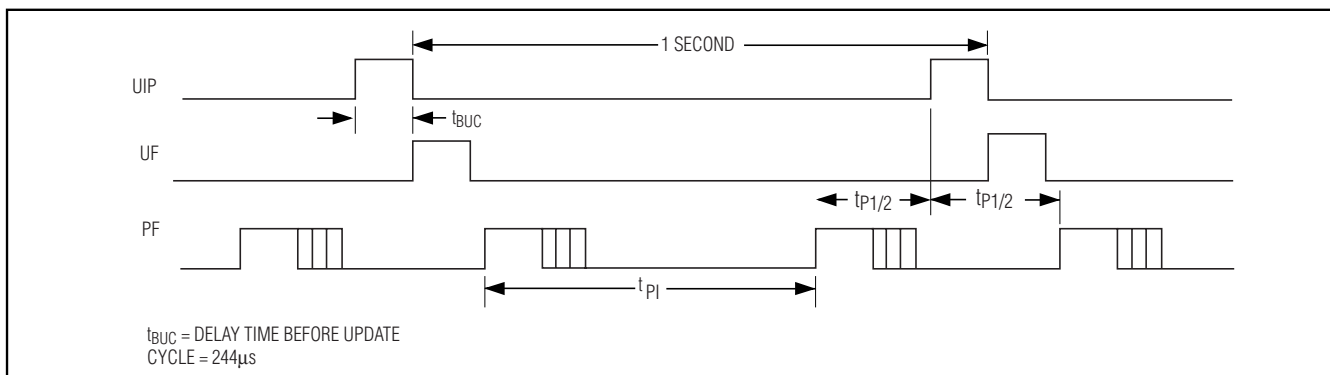 1 SECOND
UIP
tBUC
UF
tP1/2
tP1/2
PF
tPI
tBUC = DELAY TIME BEFORE UPDATE
CYCLE = 244µs